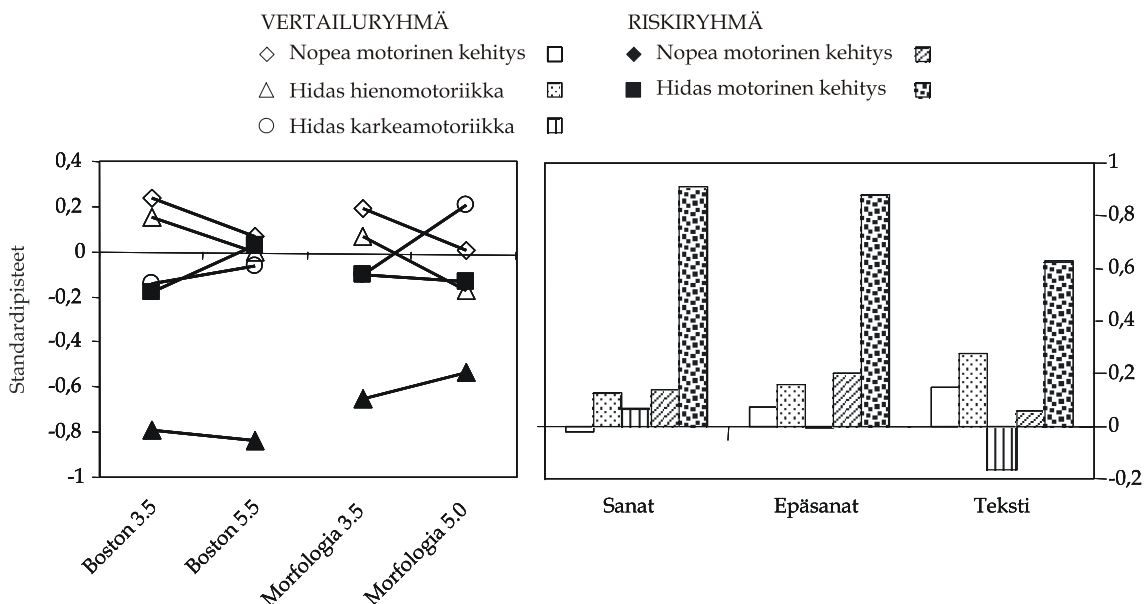 VERTAILURYHMÄ RISKIRYHMÄ
Nopea motorinen kehitys Nopea motorinen kehitys
Hidas hienomotoriikka Hidas motorinen kehitys
Hidas karkeamotoriikka
Standardipisteet
0,4
0,2
0
-0,2
-0,4
-0,6
-0,8
-1
Boston 3.5
Boston 5.5
Morfologia 3.5
Morfologia 5.0
1
0,8
0,6
0,4
0,2
0
-0,2
Sanat Epäsanat Teksti